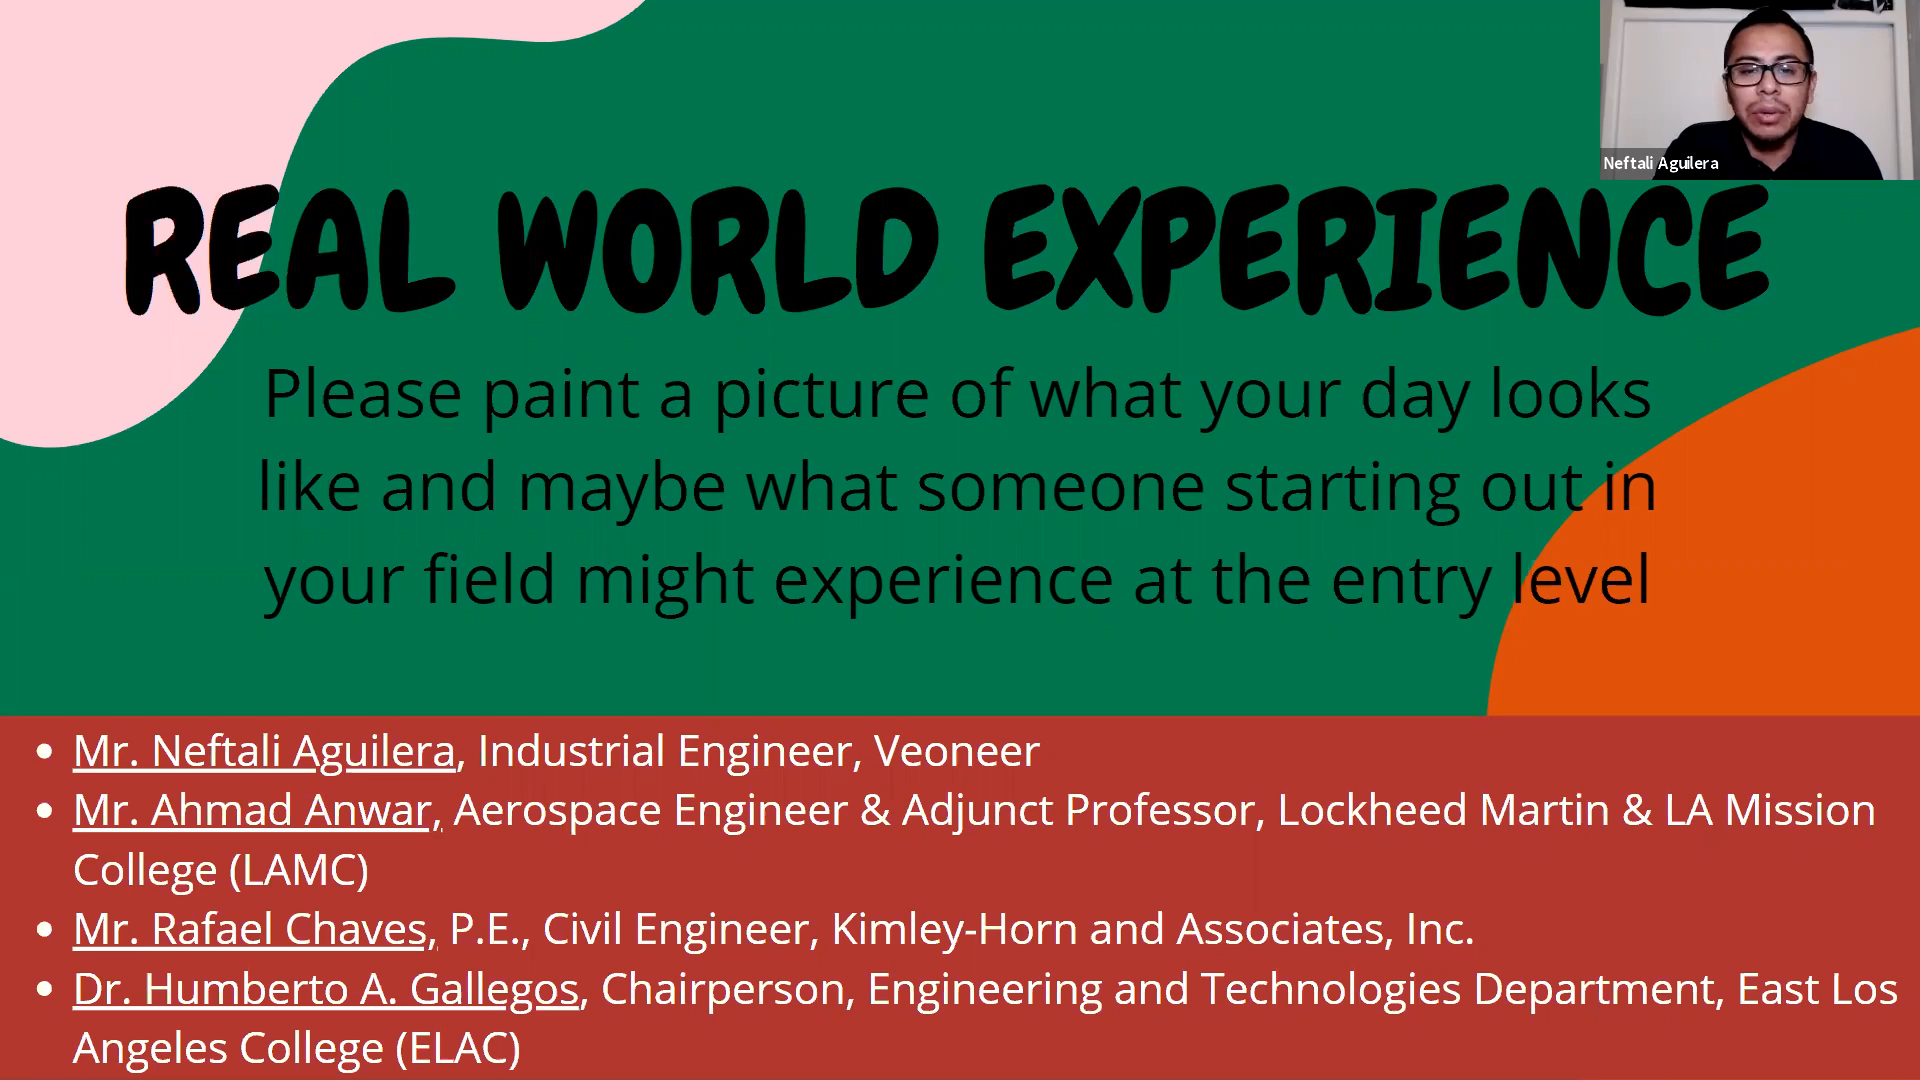 Neftali Aguilera
REAL WORLD EXPERIENCE
Please paint a picture of what your day looks
like and maybe what someone starting out in
your field might experience at the entry level
• Mr. Neftali Aguilera, Industrial Engineer, Veoneer
• Mr. Ahmad Anwar, Aerospace Engineer & Adjunct Professor, Lockheed Martin & LA Mission
College (LAMC)
• Mr. Rafael Chaves, P.E., Civil Engineer, Kimley-Horn and Associates, Inc.
• Dr. Humberto A. Gallegos, Chairperson, Engineering and Technologies Department, East Los
Angeles College (ELAC)